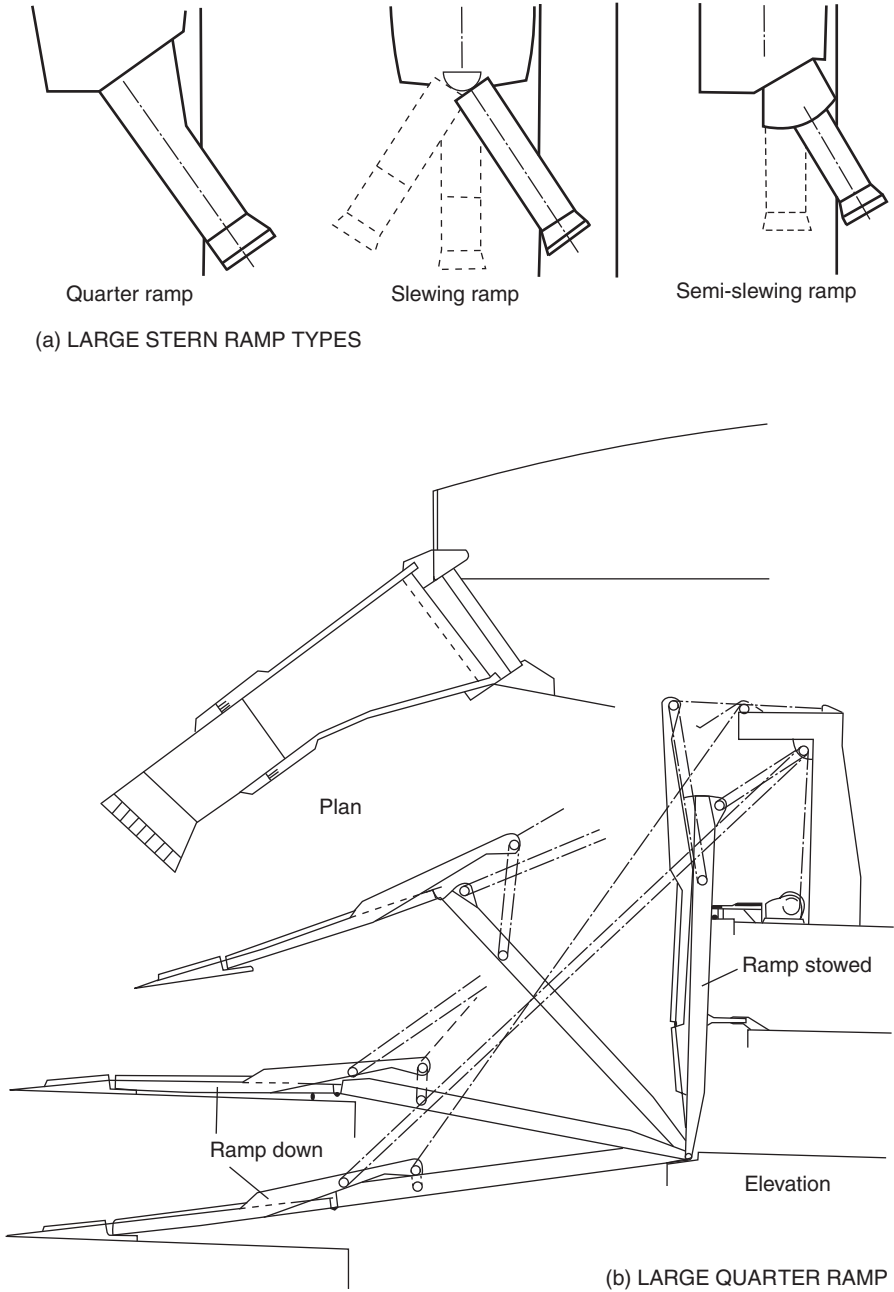 Quarter ramp
Slewing ramp
Semi-slewing ramp
(a) LARGE STERN RAMP TYPES
Plan
Ramp stowed
Ramp down
Elevation
(b) LARGE QUARTER RAMP